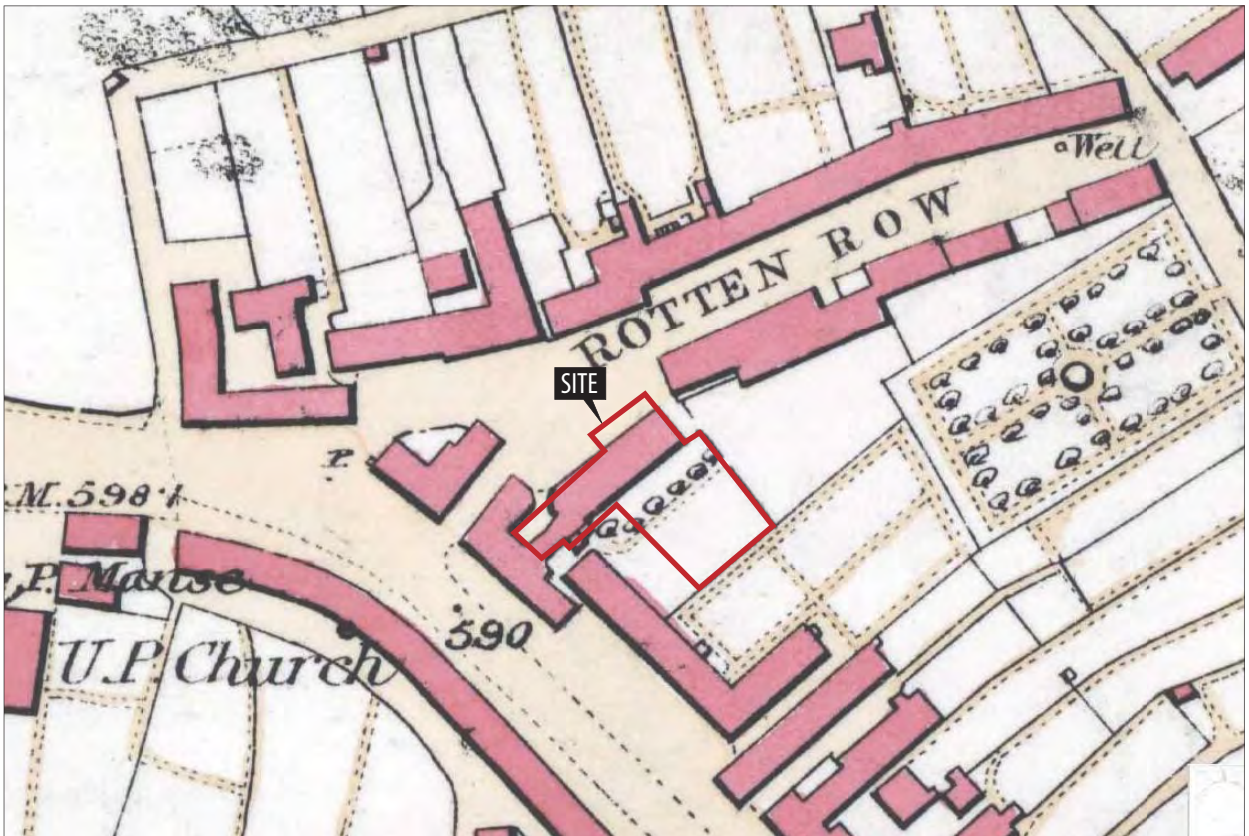 Well
ROTTEN ROW
SITE
P.
.M. 598·1
P. Manse
590
U.P. Church